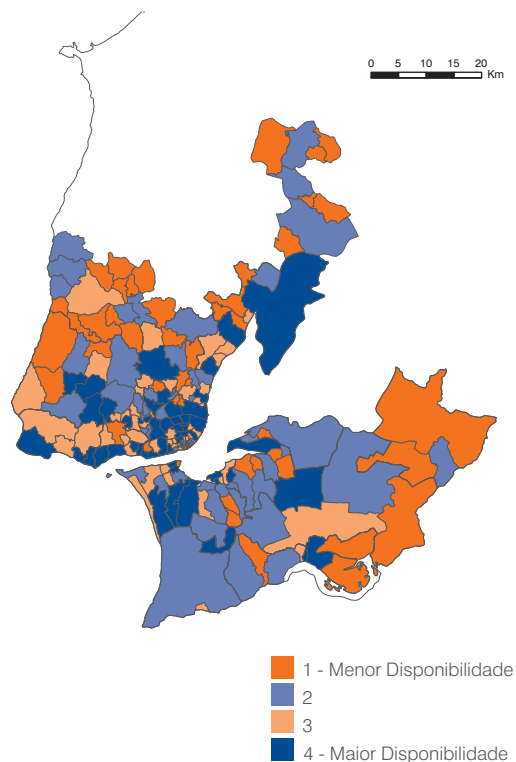 0 5 10 15 20
Km
1 - Menor Disponibilidade
2
3
4 - Maior Disponibilidade